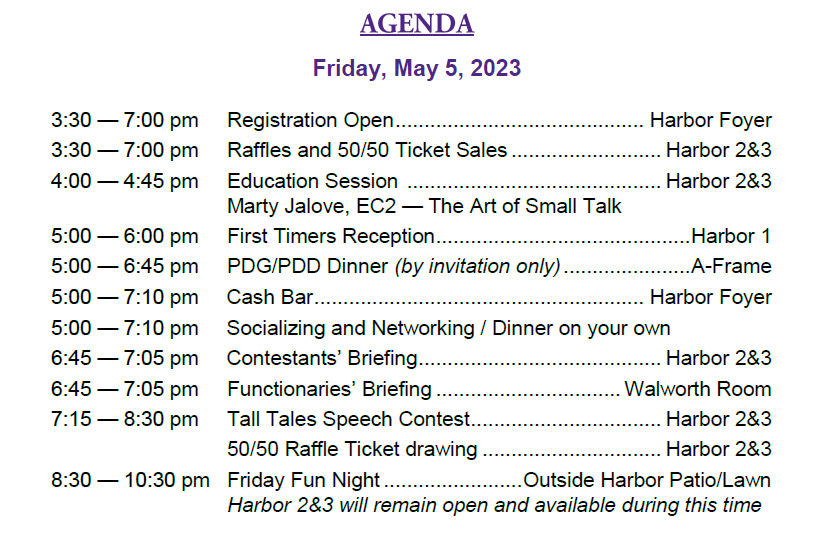 AGENDA
Friday, May 5, 2023
3:30 — 7:00 pm Registration Open........................................... Harbor Foyer
3:30 — 7:00 pm Raffles and 50/50 Ticket Sales .......................... Harbor 2&3
4:00 — 4:45 pm Education Session ............................................ Harbor 2&3
Marty Jalove, EC2 — The Art of Small Talk
5:00 — 6:00 pm First Timers Reception............................................Harbor 1
5:00 — 6:45 pm PDG/PDD Dinner (by invitation only)......................A-Frame
5:00 — 7:10 pm Cash Bar......................................................... Harbor Foyer
5:00 — 7:10 pm Socializing and Networking / Dinner on your own
6:45 — 7:05 pm Contestants’ Briefing.......................................... Harbor 2&3
6:45 — 7:05 pm Functionaries’ Briefing ................................ Walworth Room
7:15 — 8:30 pm Tall Tales Speech Contest................................. Harbor 2&3
50/50 Raffle Ticket drawing ............................... Harbor 2&3
8:30 — 10:30 pm Friday Fun Night ........................Outside Harbor Patio/Lawn
Harbor 2&3 will remain open and available during this time